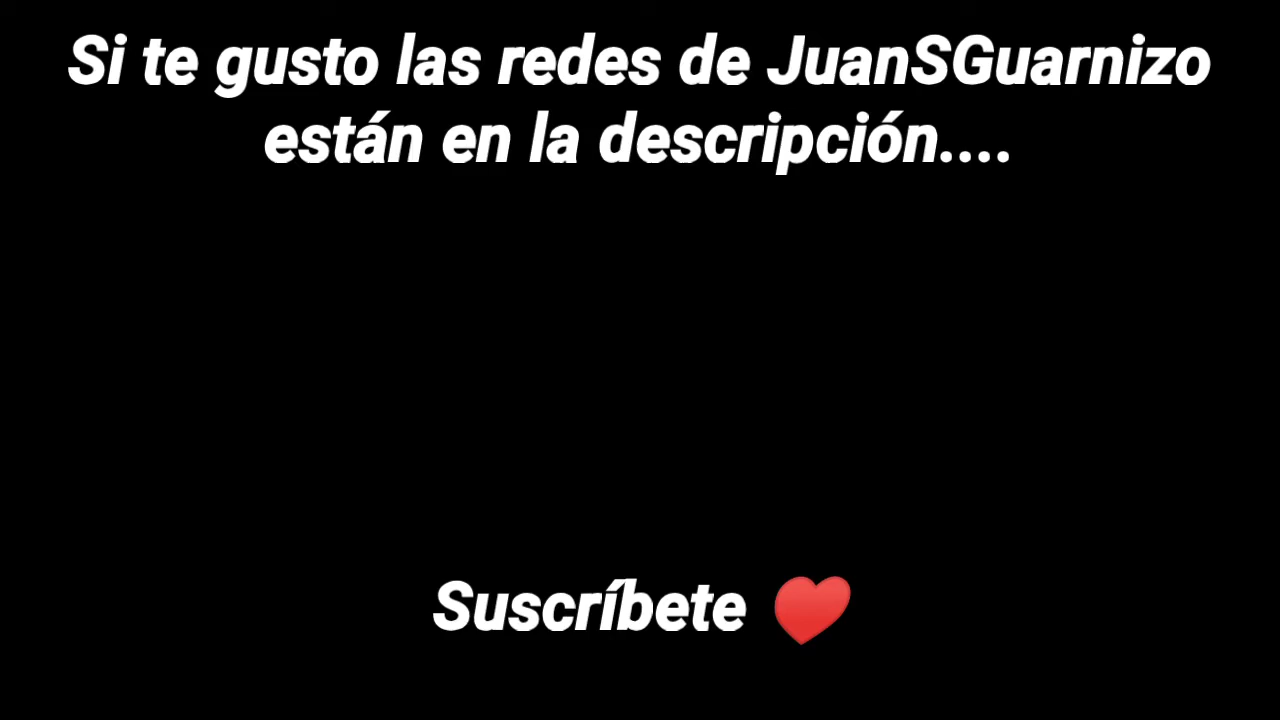 Si te gusto las redes de JuanSGuarnizo
están en la descripción....
Suscríbete ♥️